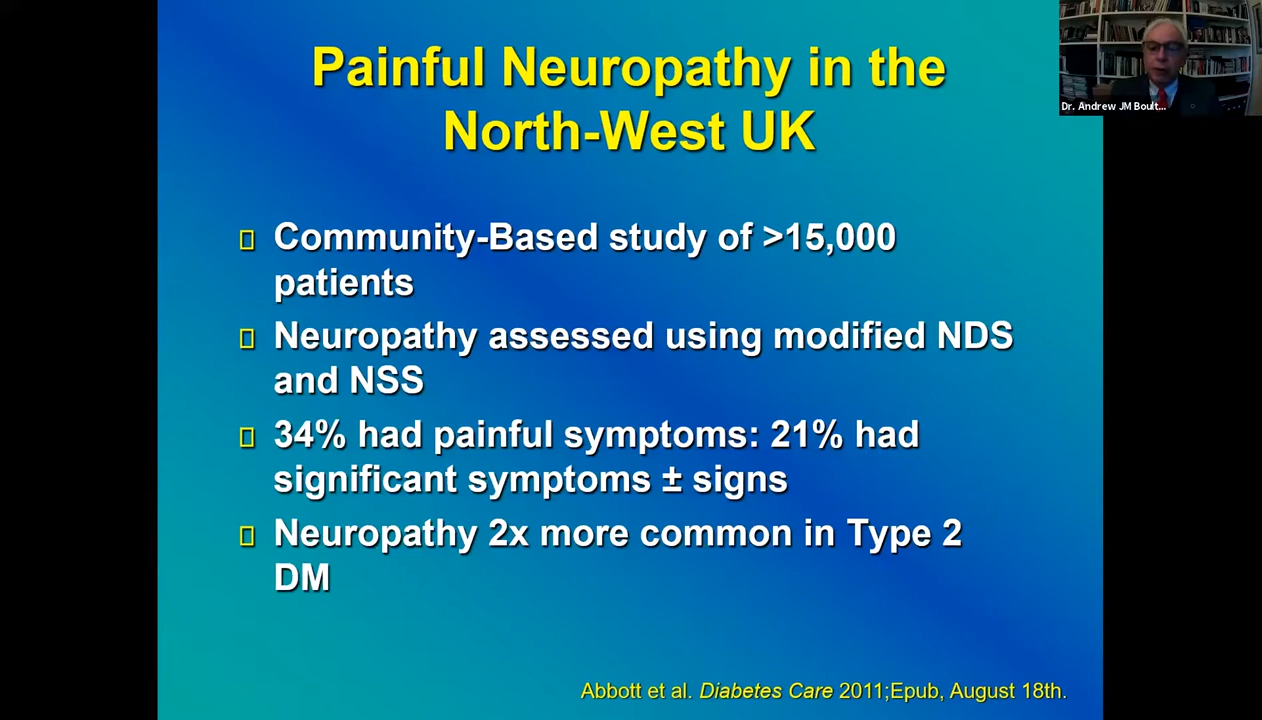 Painful Neuropathy in the
North-West UK
Dr. Andrew JM Boult...
Community-Based study of >15,000
patients
Neuropathy assessed using modified NDS
and NSS
34% had painful symptoms: 21% had
significant symptoms ± signs
Neuropathy 2x more common in Type 2
DM
Abbott et al. Diabetes Care 2011;Epub, August 18th.